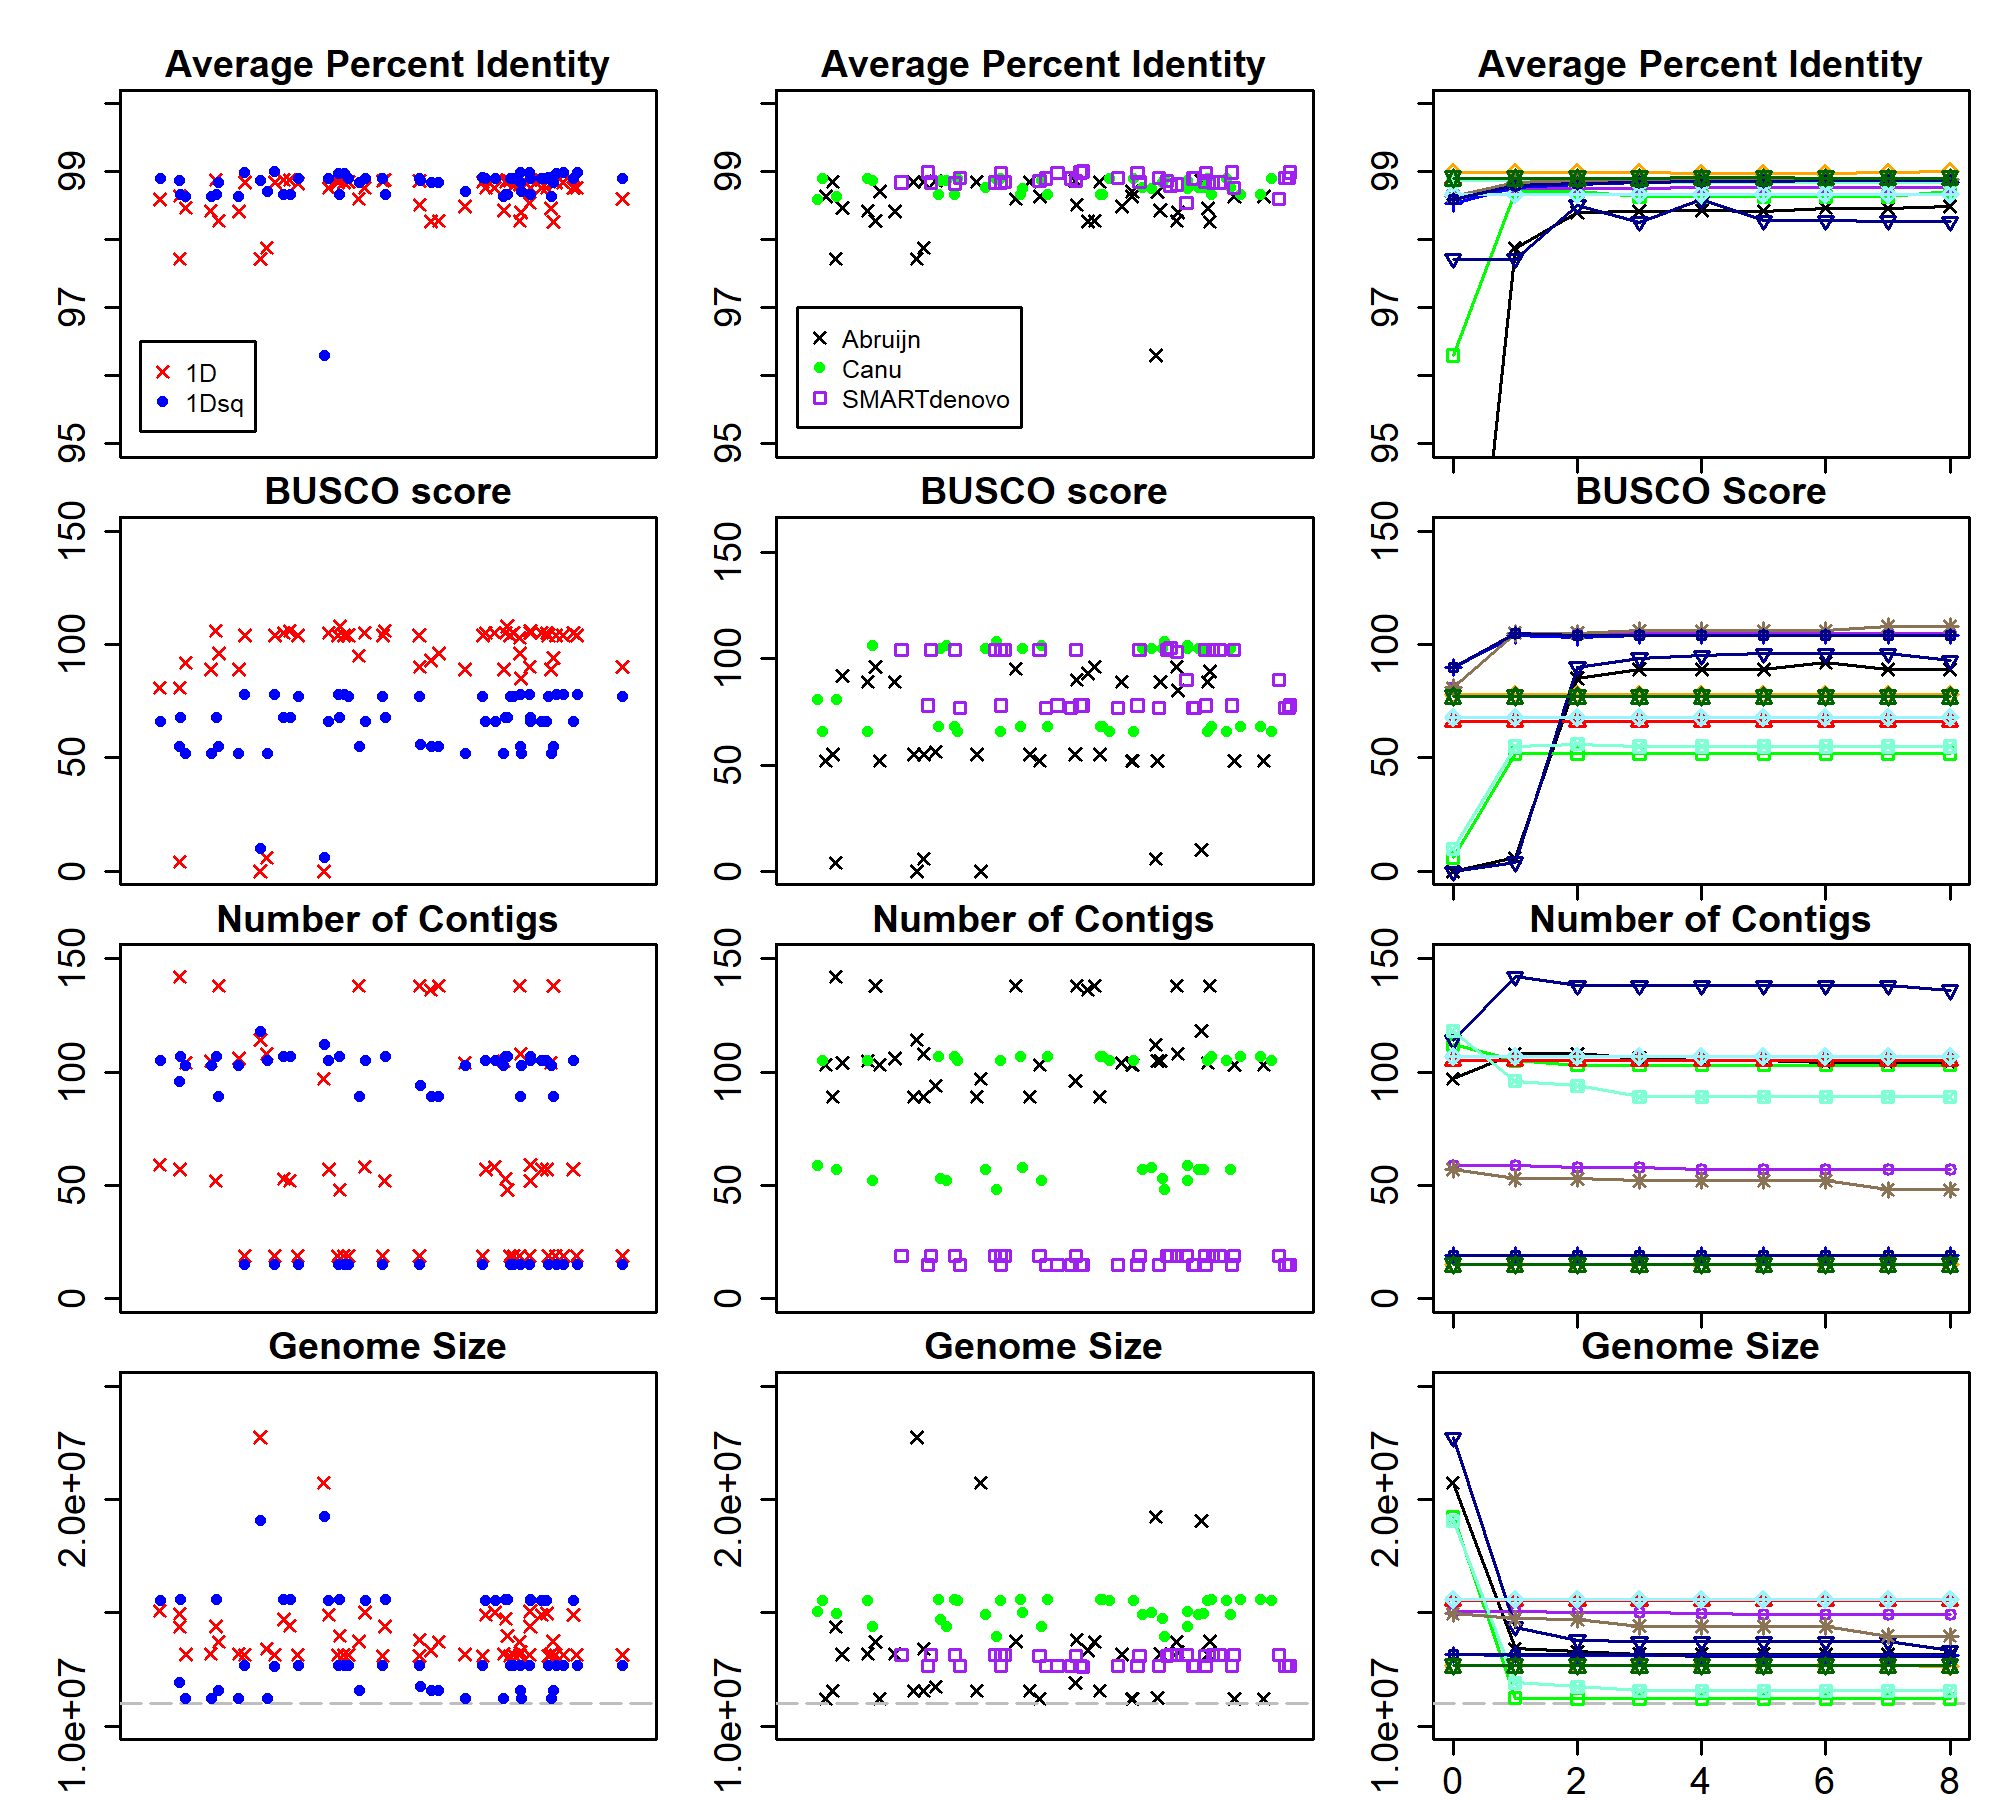 Average Percent Identity
Average Percent Identity
Average Percent Identity
99
97
95
1D
1Dsq
99
97
95
Abruijn
Canu
SMARTdenovo
99
97
95
BUSCO score
BUSCO score
BUSCO Score
150
100
50
0
150
100
50
0
150
100
50
0
Number of Contigs
Number of Contigs
Number of Contigs
150
100
50
0
150
100
50
0
150
100
50
0
Genome Size
Genome Size
Genome Size
2.0e+07
1.0e+07
2.0e+07
1.0e+07
2.0e+07
1.0e+07
0 2 4 6 8